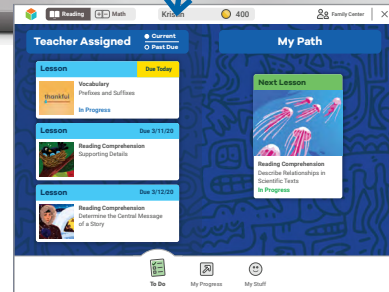 Reading
Math
Kristen
400
Family Center
Teacher Assigned
Current
Past Due
My Path
Lesson
Due Today
thankful
Vocabulary
Prefixes and Suffixes
In Progress
Lesson
Due 3/11/20
Reading Comprehension
Supporting Details
Lesson
Due 3/12/20
Reading Comprehension
Determine the Central Message
of a Story
Next Lesson
Reading Comprehension
Describe Relationships in
Scientific Texts
In Progress
To Do
My Progress
My Stuff